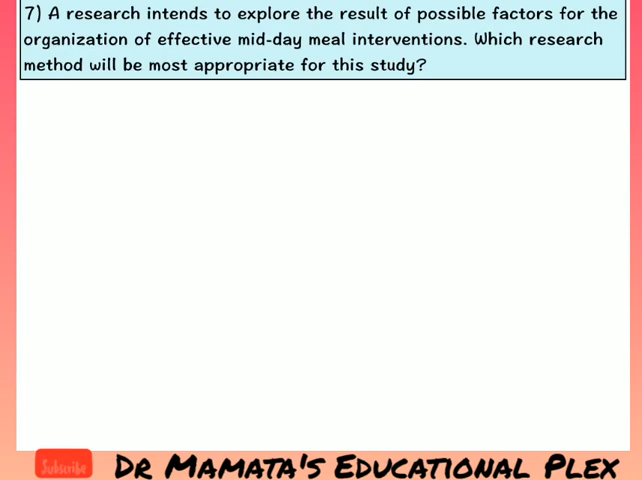 7) A research intends to explore the result of possible factors for the
organization of effective mid-day meal interventions. Which research
method will be most appropriate for this study?
Subscribe
DR MAMATA'S EDUCATIONAL PLEX